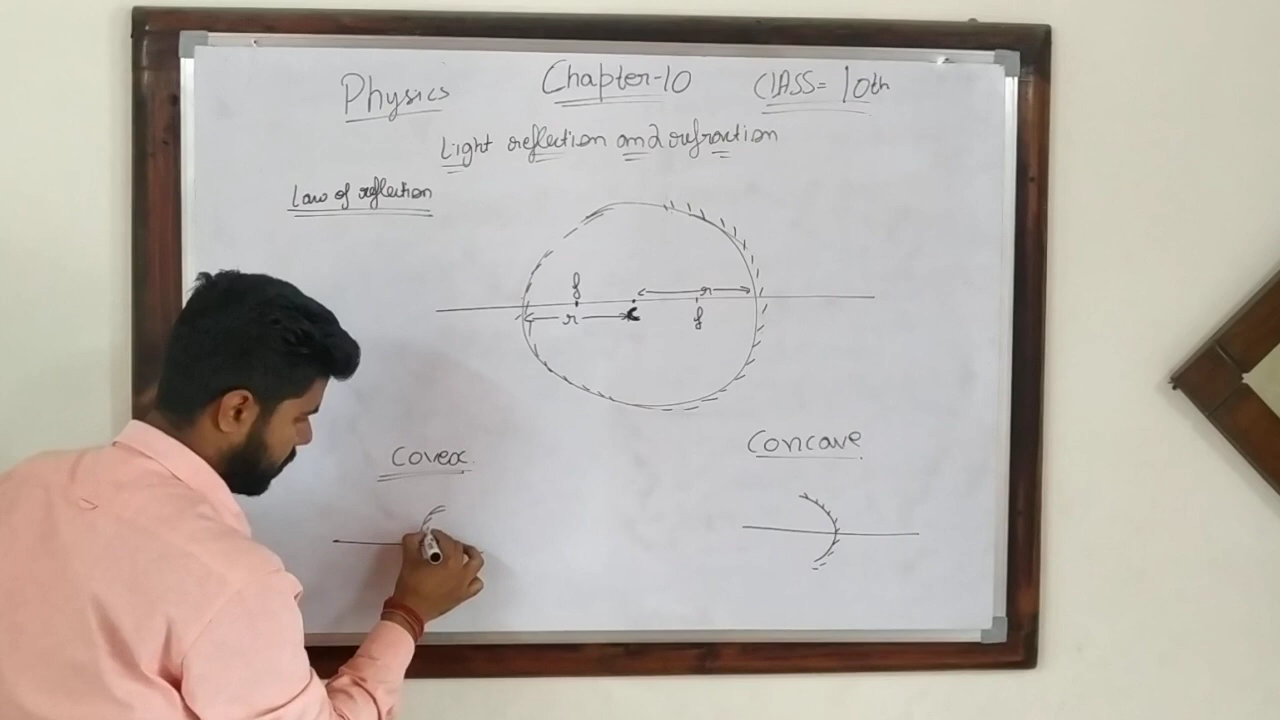 Physics Chapter-10 CLASS= 10th
Light reflection and refraction
Law of reflection
f r
r C f
Covex.
Concave